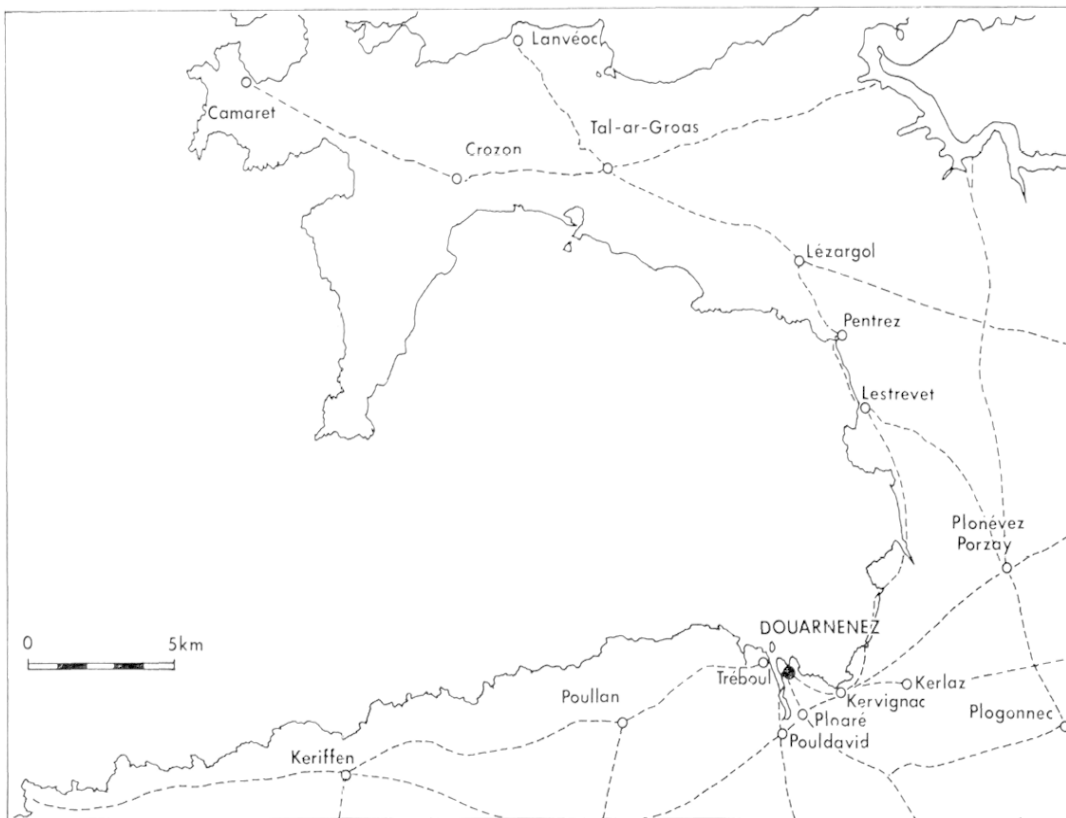 Lanvéoc
Camaret
Tal-ar-Groas
Crozon
Lézargol
Pentrez
Lestrevet
Plonévez
Porzay
0 5km
DOUARNENEZ
Tréboul
Kerlaz
Poullan
Kervignac
Ploaré
Plogonnec
Pouldavid
Keriffen